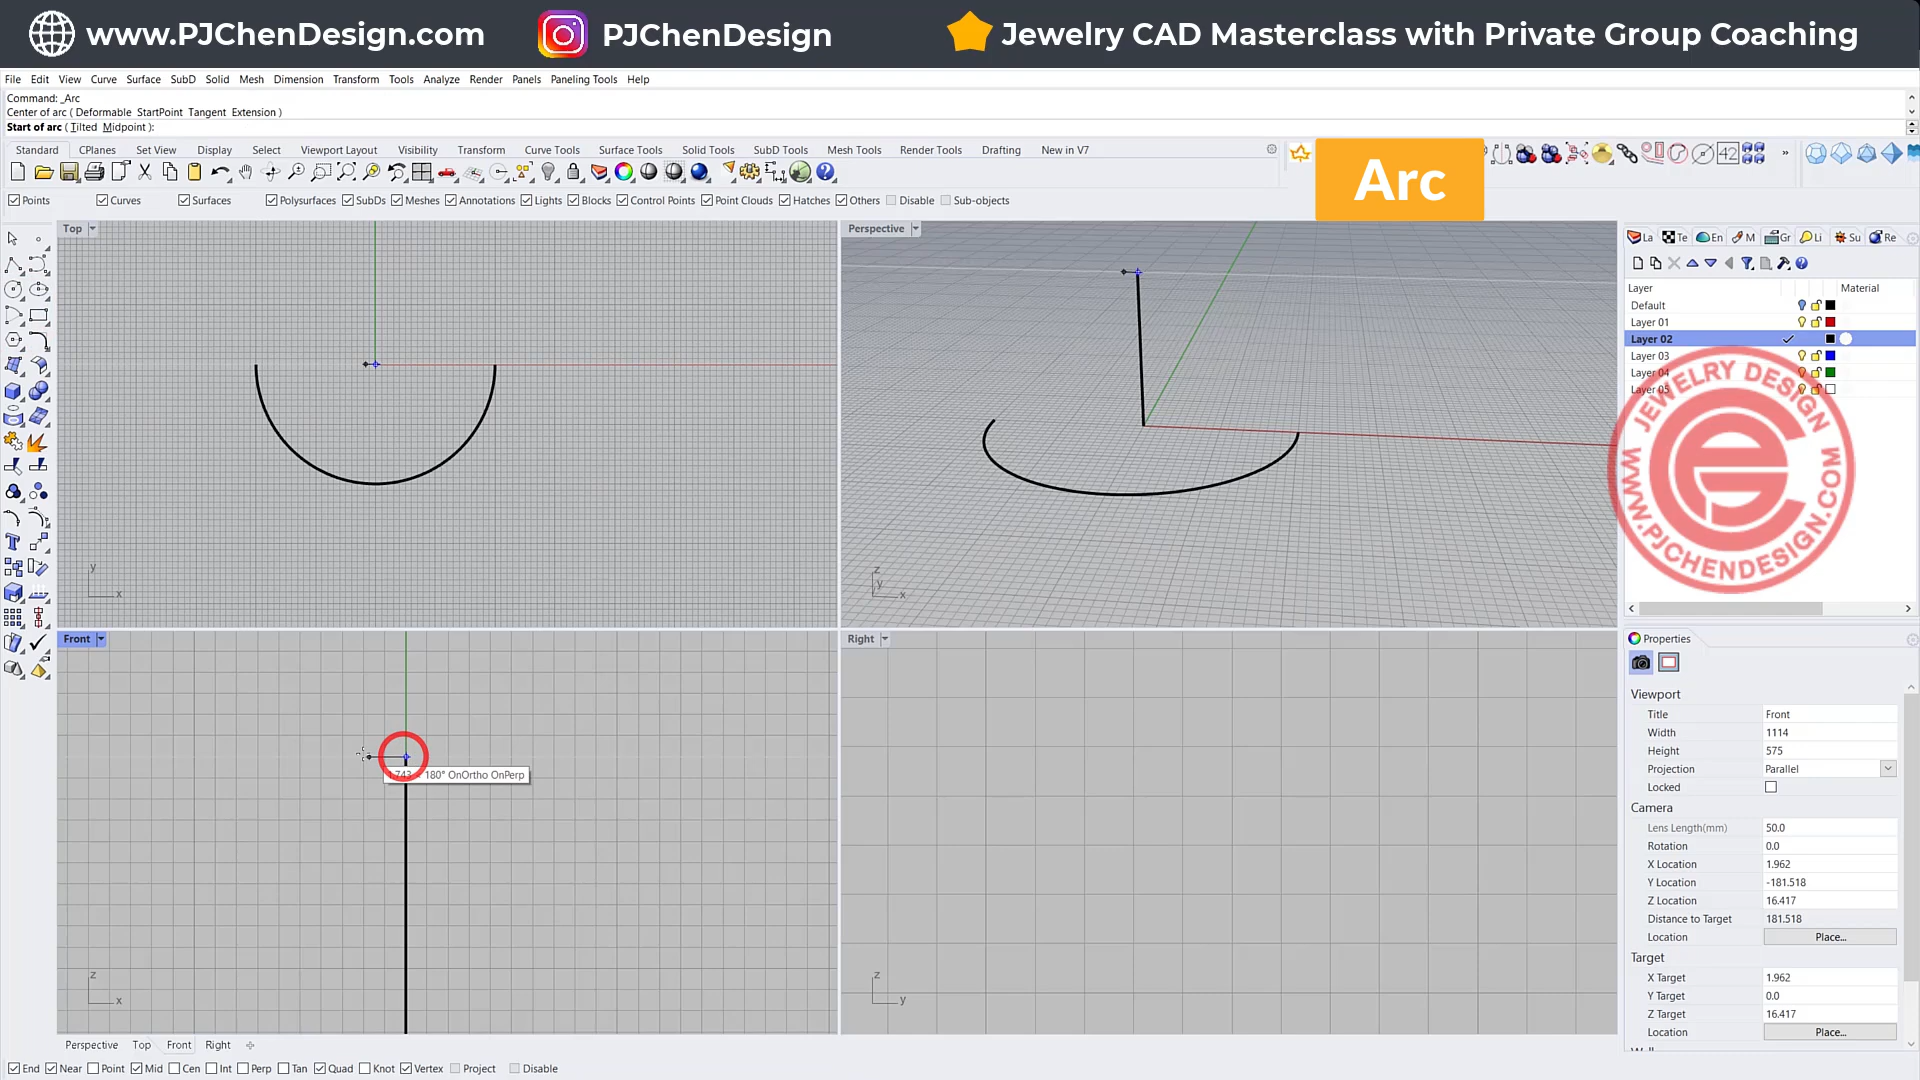 www.PJChenDesign.com PJChenDesign Jewelry CAD Masterclass with Private Group Coaching
File Edit View Curve Surface SubD Solid Mesh Dimension Transform Tools Analyze Render Panels Paneling Tools Help
Command: _Arc
Center of arc ( Deformable StartPoint Tangent Extension )
Start of arc ( Tilted Midpoint ):
Standard CPlanes Set View Display Select Viewport Layout Visibility Transform Curve Tools Surface Tools Solid Tools SubD Tools Mesh Tools Render Tools Drafting New in V7
42
Arc
Points Curves Surfaces Polysurfaces SubDs Meshes Annotations Lights Blocks Control Points Point Clouds Hatches Others Disable Sub-objects
Top
Perspective
La Te En M Gr Li Su Re
Layer Material
Default
Layer 01
Layer 02
Layer 03
Layer 04
Layer 05
JEWELRY DESIGN
WWW.PJCHENDESIGN.COM
y
x
z
y
x
Front
Right
180° OnOrtho OnPerp
z
x
z
y
Properties
Viewport
Title Front
Width 1114
Height 575
Projection Parallel
Locked
Camera
Lens Length(mm) 50.0
Rotation 0.0
X Location 1.962
Y Location -181.518
Z Location 16.417
Distance to Target 181.518
Location Place...
Target
X Target 1.962
Y Target 0.0
Z Target 16.417
Location Place...
Perspective Top Front Right
End Near Point Mid Cen Int Perp Tan Quad Knot Vertex Project Disable